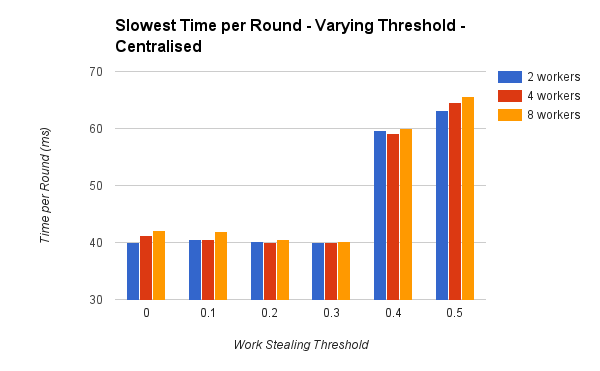 Slowest Time per Round - Varying Threshold -
Centralised
70
60
50
40
30
Time per Round (ms)
2 workers
4 workers
8 workers
0
0.1
0.2
0.3
0.4
0.5
Work Stealing Threshold